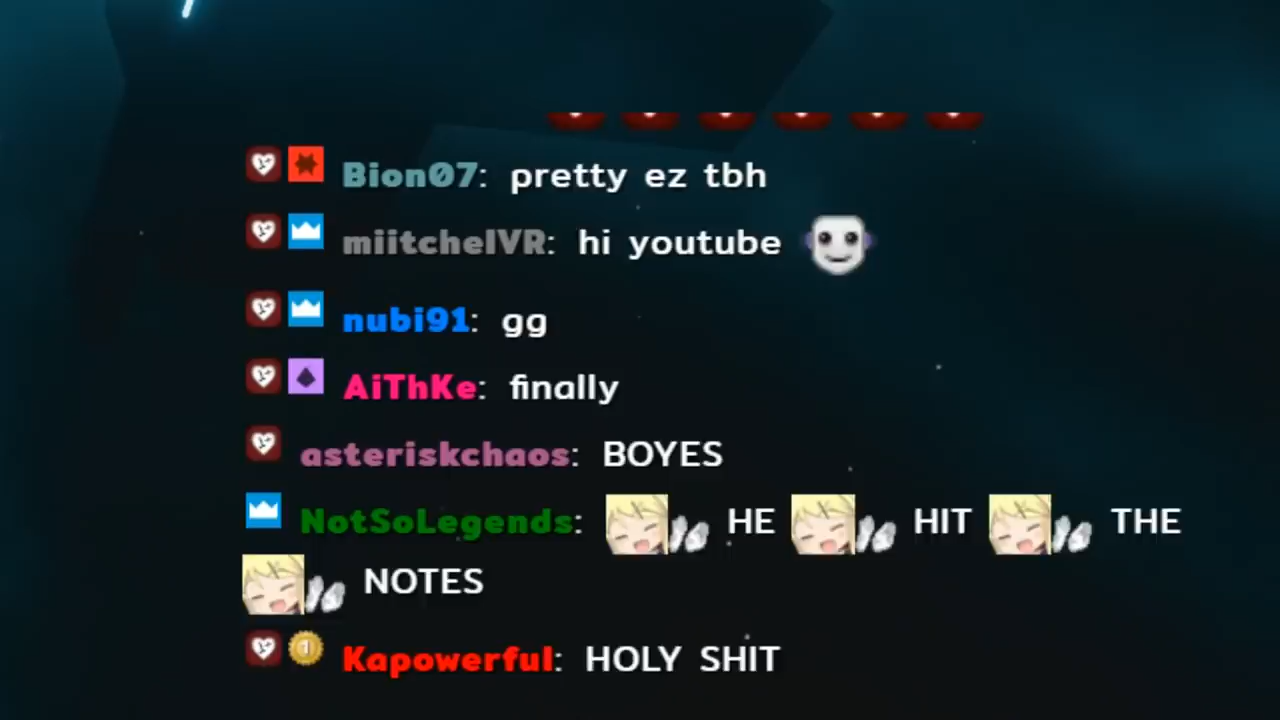 Bion07: pretty ez tbh
miitchelVR: hi youtube
nubi91: gg
AiThKe: finally
asteriskchaos: BOYES
NotSoLegends: HE HIT THE
NOTES
1 Kapowerful: HOLY SHIT